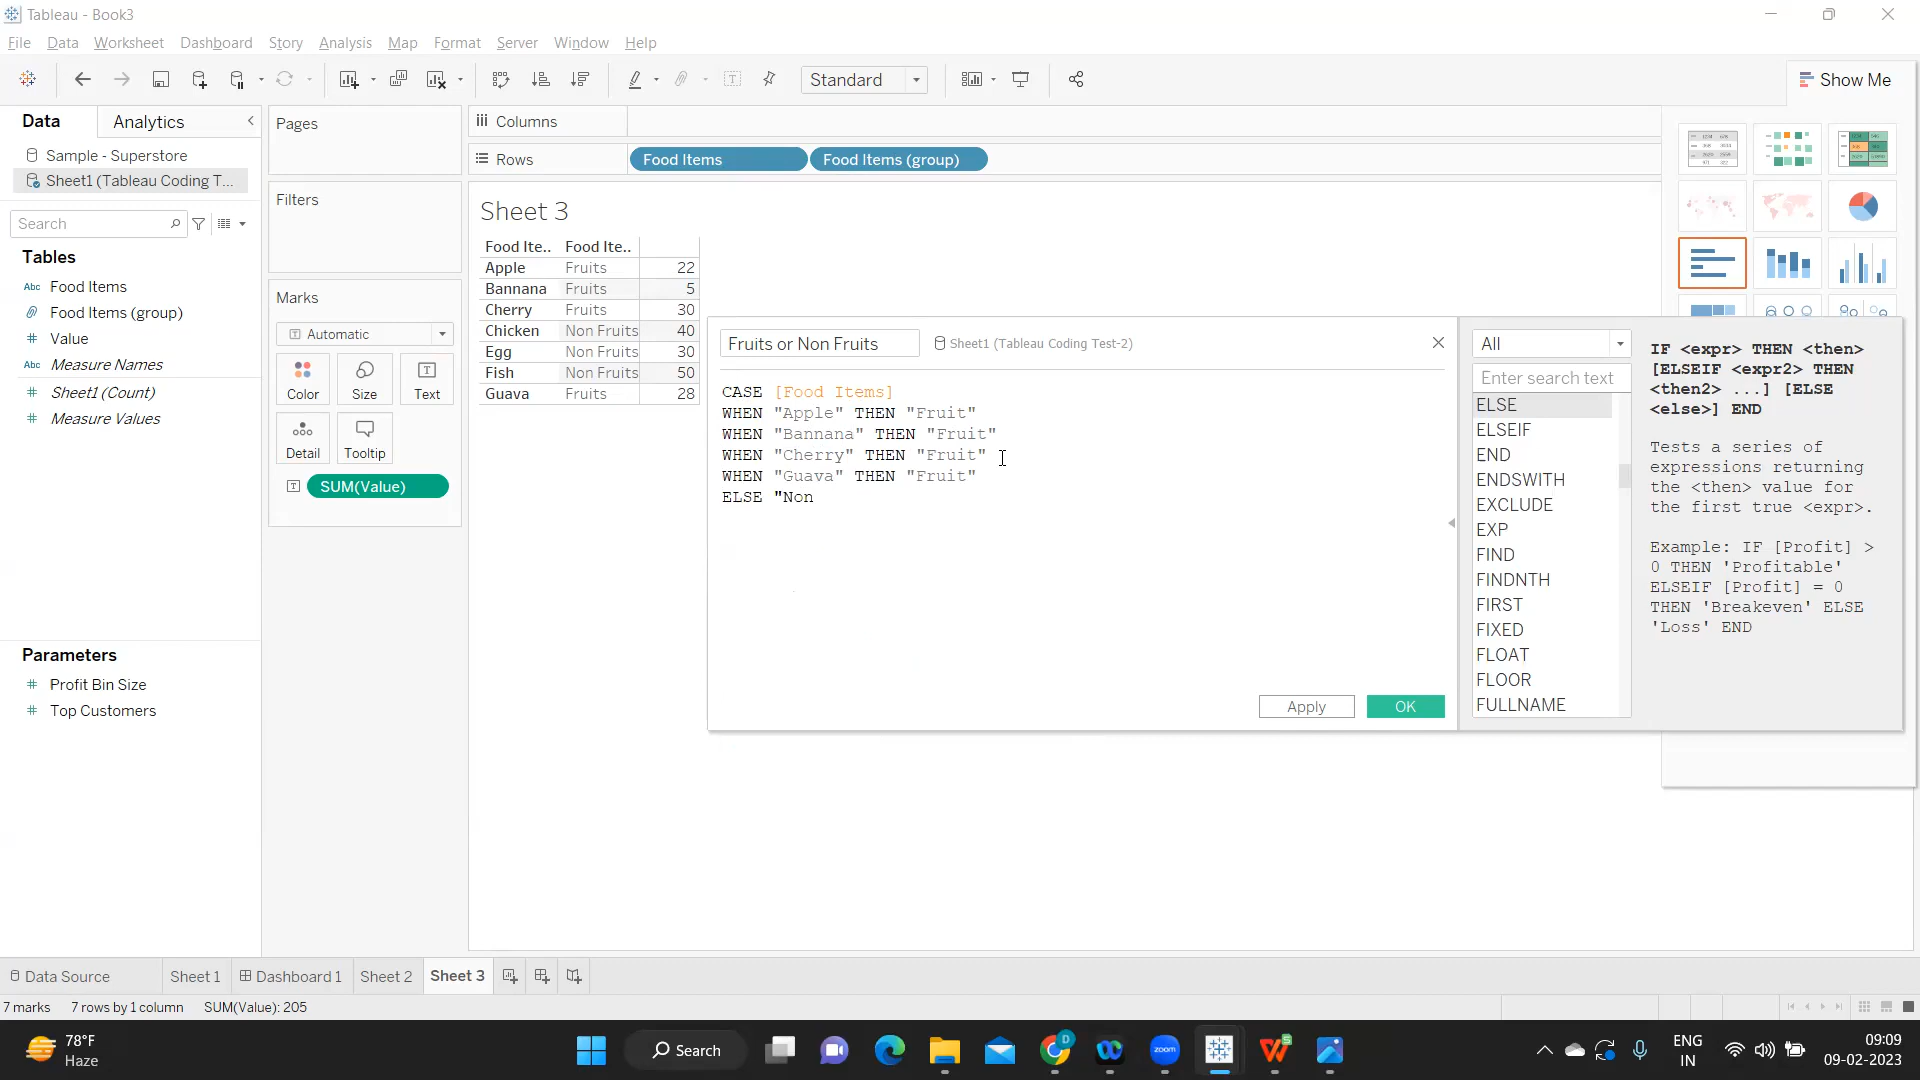 Tableau - Book3
File Data Worksheet Dashboard Story Analysis Map Format Server Window Help
Standard
Show Me
Data Analytics
Sample - Superstore
Sheet1 (Tableau Coding T...
Search
Tables
Abc Food Items
Food Items (group)
# Value
Abc Measure Names
# Sheet1 (Count)
# Measure Values
Parameters
# Profit Bin Size
# Top Customers
Pages
Filters
Marks
Automatic
Color Size Text
Detail Tooltip
SUM(Value)
Columns
Rows Food Items Food Items (group)
Sheet 3
Food Ite.. Food Ite..
Apple Fruits 22
Bannana Fruits 5
Cherry Fruits 30
Chicken Non Fruits 40
Egg Non Fruits 30
Fish Non Fruits 50
Guava Fruits 28
Fruits or Non Fruits Sheet1 (Tableau Coding Test-2)
CASE [Food Items]
WHEN "Apple" THEN "Fruit"
WHEN "Bannana" THEN "Fruit"
WHEN "Cherry" THEN "Fruit"
WHEN "Guava" THEN "Fruit"
ELSE "Non
Apply OK
All
Enter search text
ELSE
ELSEIF
END
ENDSWITH
EXCLUDE
EXP
FIND
FINDNTH
FIRST
FIXED
FLOAT
FLOOR
FULLNAME
IF <expr> THEN <then>
[ELSEIF <expr2> THEN
<then2> ...] [ELSE
<else>] END
Tests a series of
expressions returning
the <then> value for
the first true <expr>.
Example: IF [Profit] >
0 THEN 'Profitable'
ELSEIF [Profit] = 0
THEN 'Breakeven' ELSE
'Loss' END
Data Source Sheet 1 Dashboard 1 Sheet 2 Sheet 3
7 marks 7 rows by 1 column SUM(Value): 205
78°F
Haze
Search
zoom
ENG
IN
09:09
09-02-2023